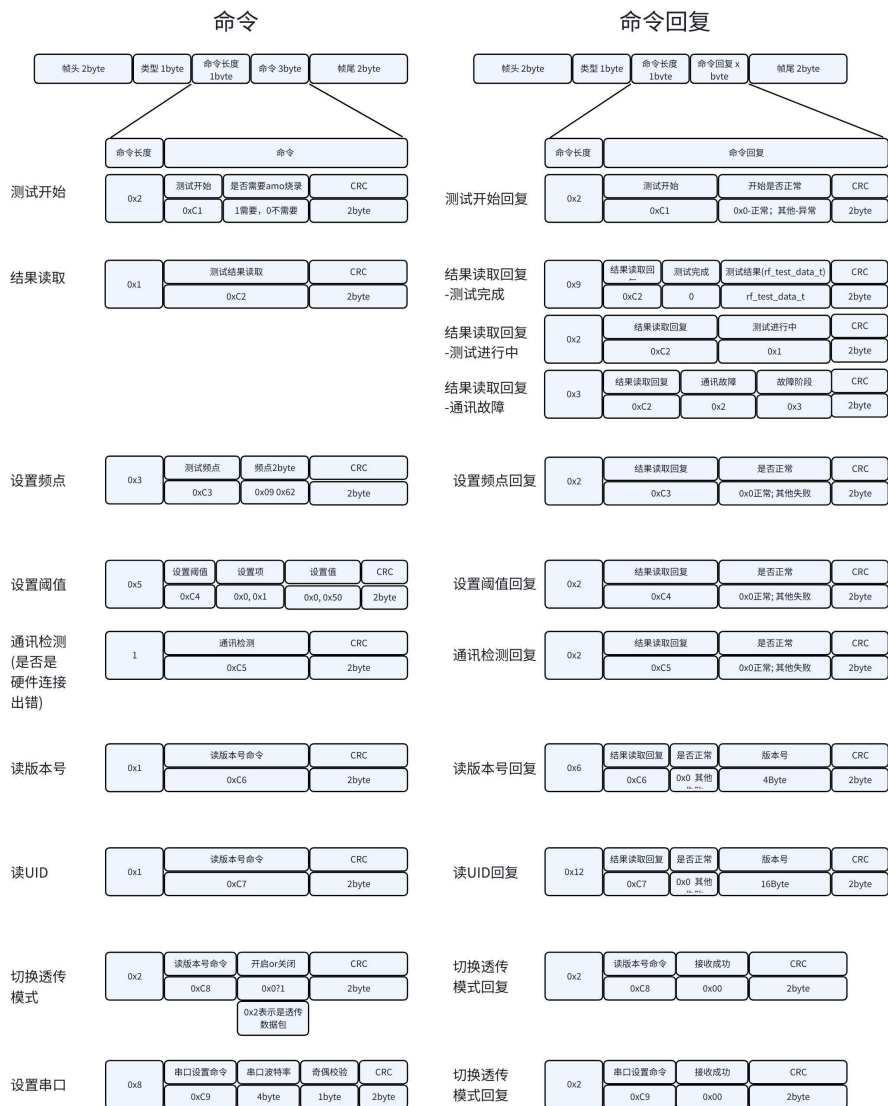 命令
命令回复
帧头 2byte
类型 1byte
命令长度
1byte
命令 3byte
帧尾 2byte
帧头 2byte
类型 1byte
命令长度
1byte
命令回复 x
byte
帧尾 2byte
命令长度
命令
命令长度
命令回复
测试开始
0x2
测试开始
是否需要amo烧录
CRC
0xC1
1需要，0不需要
2byte
测试开始回复
0x2
测试开始
开始是否正常
CRC
0xC1
0x0-正常；其他-异常
2byte
结果读取
0x1
测试结果读取
CRC
0xC2
2byte
结果读取回复
-测试完成
0x9
结果读取回
测试完成
测试结果(rf_test_data_t)
CRC
0xC2
0
rf_test_data_t
2byte
结果读取回复
-测试进行中
0x2
结果读取回复
测试进行中
CRC
0xC2
0x1
2byte
结果读取回复
-通讯故障
0x3
结果读取回复
通讯故障
故障阶段
CRC
0xC2
0x2
0x3
2byte
设置频点
0x3
测试频点
频点2byte
CRC
0xC3
0x09 0x62
2byte
设置频点回复
0x2
结果读取回复
是否正常
CRC
0xC3
0x0正常; 其他失败
2byte
设置阈值
0x5
设置阈值
设置项
设置值
CRC
0xC4
0x0, 0x1
0x0, 0x50
2byte
设置阈值回复
0x2
结果读取回复
是否正常
CRC
0xC4
0x0正常; 其他失败
2byte
通讯检测
(是否是
硬件连接
出错)
1
通讯检测
CRC
0xC5
2byte
通讯检测回复
0x2
结果读取回复
是否正常
CRC
0xC5
0x0正常; 其他失败
2byte
读版本号
0x1
读版本号命令
CRC
0xC6
2byte
读版本号回复
0x6
结果读取回复
是否正常
版本号
CRC
0xC6
0x0 其他
4Byte
2byte
读UID
0x1
读版本号命令
CRC
0xC7
2byte
读UID回复
0x12
结果读取回复
是否正常
版本号
CRC
0xC7
0x0 其他
16Byte
2byte
切换透传
模式
0x2
读版本号命令
开启or关闭
CRC
0xC8
0x0?1
2byte
0x2表示是透传
数据包
切换透传
模式回复
0x2
读版本号命令
接收成功
CRC
0xC8
0x00
2byte
设置串口
0x8
串口设置命令
串口波特率
奇偶校验
CRC
0xC9
4byte
1byte
2byte
切换透传
模式回复
0x2
串口设置命令
接收成功
CRC
0xC9
0x00
2byte